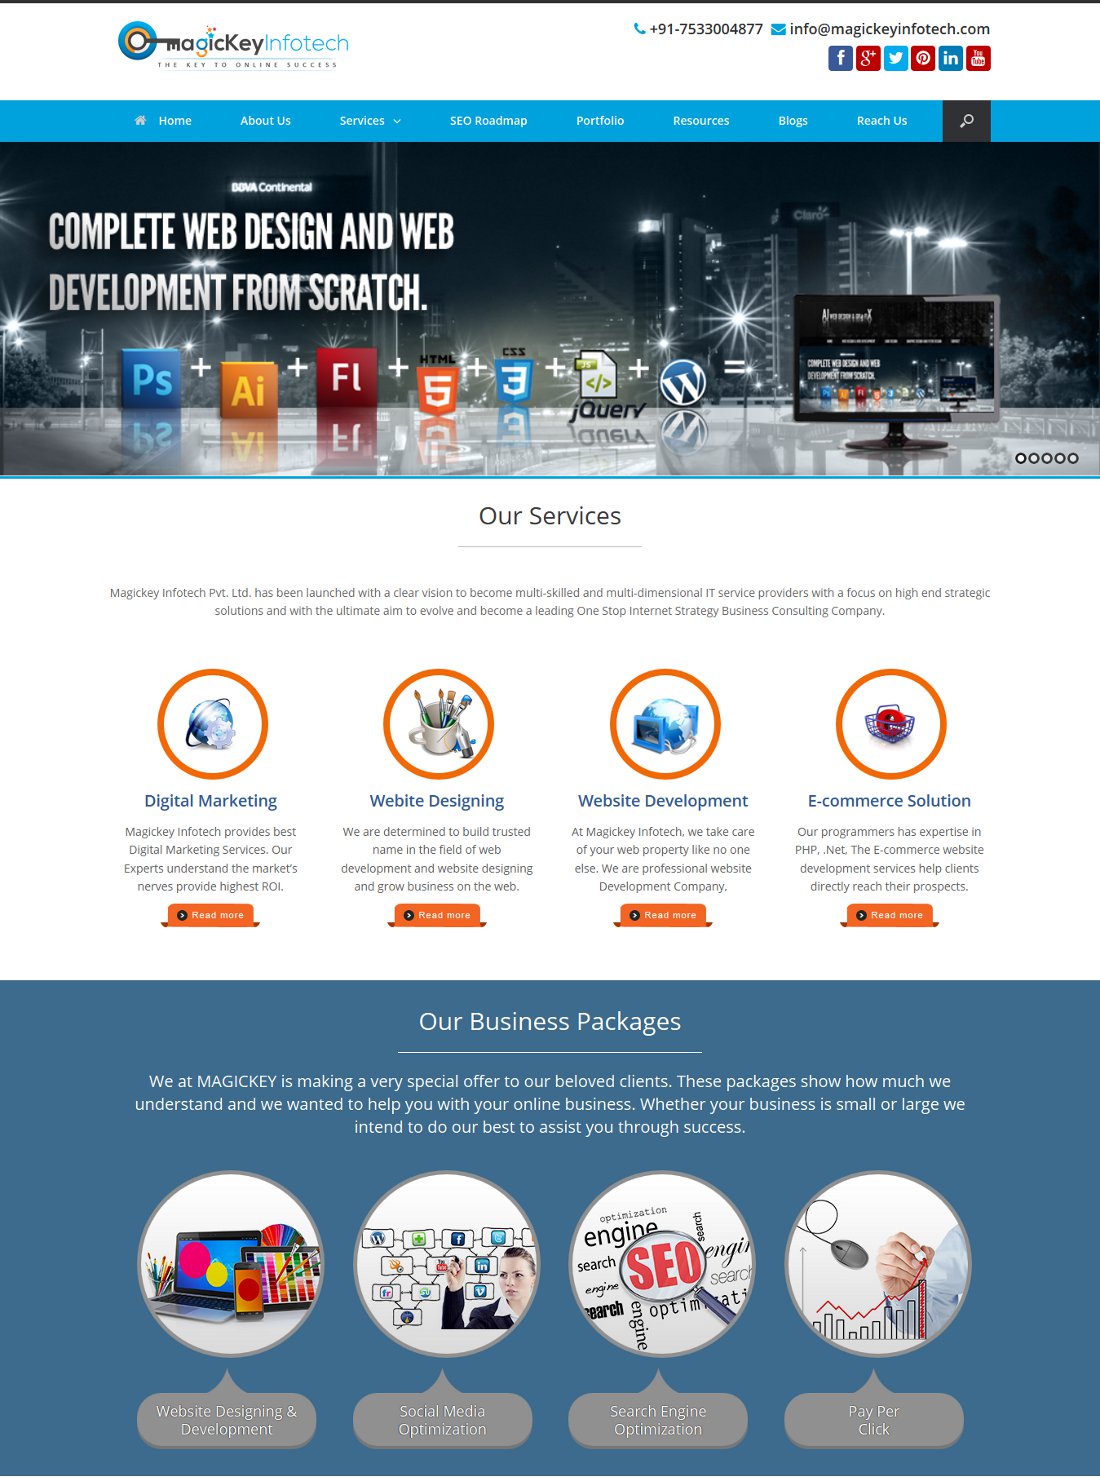 magicKeyInfotech
THE KEY TO ONLINE SUCCESS
+91-7533004877 info@magickeyinfotech.com
Home About Us Services SEO Roadmap Portfolio Resources Blogs Reach Us
BBVA Continental
Claro
COMPLETE WEB DESIGN AND WEB
DEVELOPMENT FROM SCRATCH.
Ps + Ai + Fl + HTML 5 + CSS 3 + JS </> jQuery + W =
COMPLETE WEB DESIGN AND WEB
DEVELOPMENT FROM SCRATCH.
Our Services
Magickey Infotech Pvt. Ltd. has been launched with a clear vision to become multi-skilled and multi-dimensional IT service providers with a focus on high end strategic
solutions and with the ultimate aim to evolve and become a leading One Stop Internet Strategy Business Consulting Company.
Digital Marketing
Magickey Infotech provides best
Digital Marketing Services. Our
Experts understand the market's
nerves provide highest ROI.
Read more
Webite Designing
We are determined to build trusted
name in the field of web
development and website designing
and grow business on the web.
Read more
Website Development
At Magickey Infotech, we take care
of your web property like no one
else. We are professional website
Development Company.
Read more
E-commerce Solution
Our programmers has expertise in
PHP, .Net, The E-commerce website
development services help clients
directly reach their prospects.
Read more
Our Business Packages
We at MAGICKEY is making a very special offer to our beloved clients. These packages show how much we
understand and we wanted to help you with your online business. Whether your business is small or large we
intend to do our best to assist you through success.
optimization
engine
search
search
SEO
engin
search
engine
search
optimizati
engine
Website Designing &
Development
Social Media
Optimization
Search Engine
Optimization
Pay Per
Click